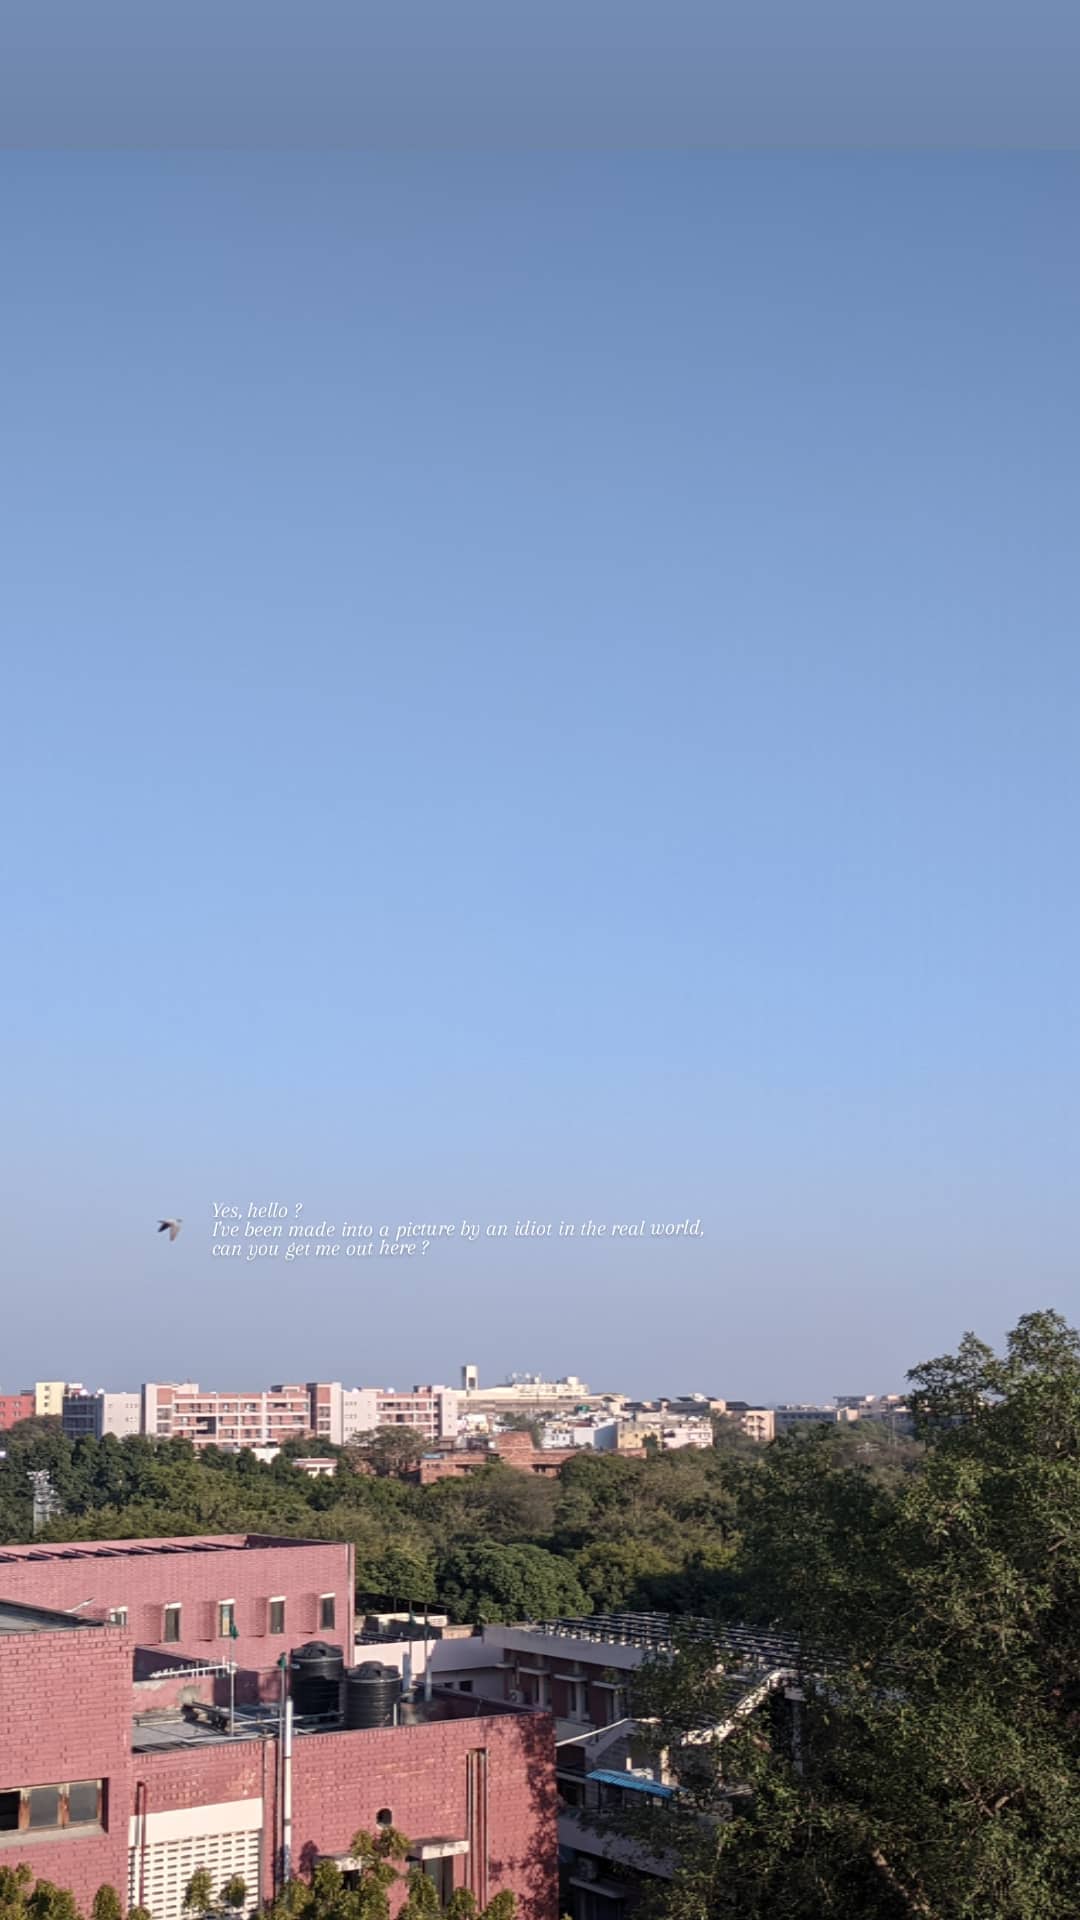 Yes, hello ?
I've been made into a picture by an idiot in the real world,
can you get me out here ?